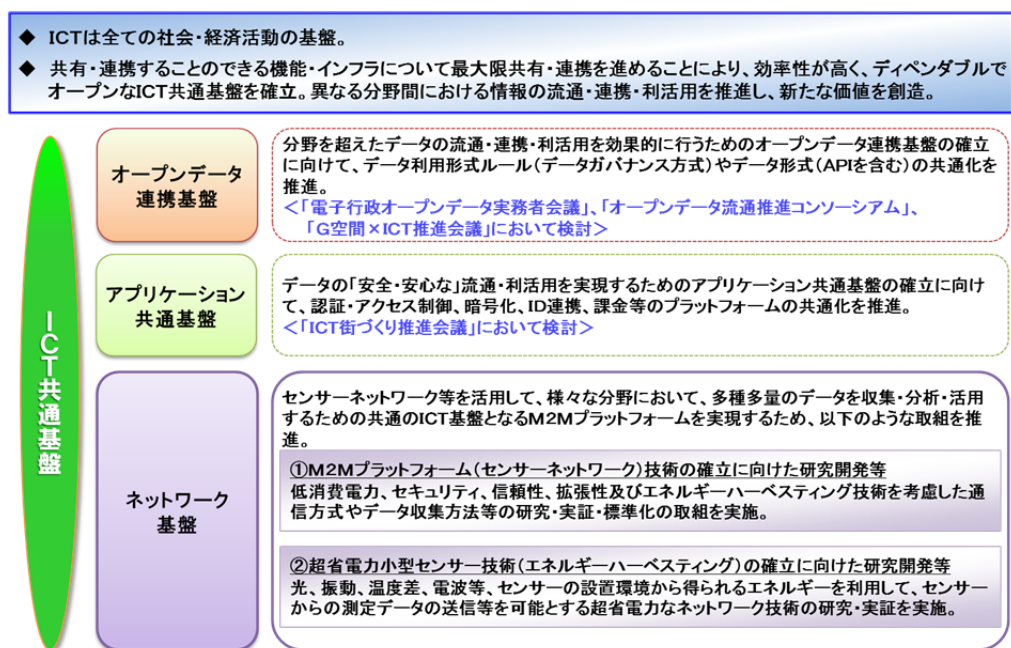 ◆ ICTは全ての社会・経済活動の基盤。
◆ 共有・連携することのできる機能・インフラについて最大限共有・連携を進めることにより、効率性が高く、ディペンダブルで
オープンなICT共通基盤を確立。異なる分野間における情報の流通・連携・利活用を推進し、新たな価値を創造。
ICT共通基盤
オープンデータ
連携基盤
分野を超えたデータの流通・連携・利活用を効果的に行うためのオープンデータ連携基盤の確立
に向けて、データ利用形式ルール（データガバナンス方式）やデータ形式（APIを含む）の共通化を
推進。
＜「電子行政オープンデータ実務者会議」、「オープンデータ流通推進コンソーシアム」、
「G空間×ICT推進会議」において検討＞
アプリケーション
共通基盤
データの「安全・安心な」流通・利活用を実現するためのアプリケーション共通基盤の確立に向け
て、認証・アクセス制御、暗号化、ID連携、課金等のプラットフォームの共通化を推進。
＜「ICT街づくり推進会議」において検討＞
ネットワーク
基盤
センサーネットワーク等を活用して、様々な分野において、多種多量のデータを収集・分析・活用
するための共通のICT基盤となるM2Mプラットフォームを実現するため、以下のような取組を推
進。
①M2Mプラットフォーム（センサーネットワーク）技術の確立に向けた研究開発等
低消費電力、セキュリティ、信頼性、拡張性及びエネルギーハーベスティング技術を考慮した通
信方式やデータ収集方法等の研究・実証・標準化の取組を実施。
②超省電力小型センサー技術（エネルギーハーベスティング）の確立に向けた研究開発等
光、振動、温度差、電波等、センサーの設置環境から得られるエネルギーを利用して、センサー
からの測定データの送信等を可能とする超省電力なネットワーク技術の研究・実証を実施。